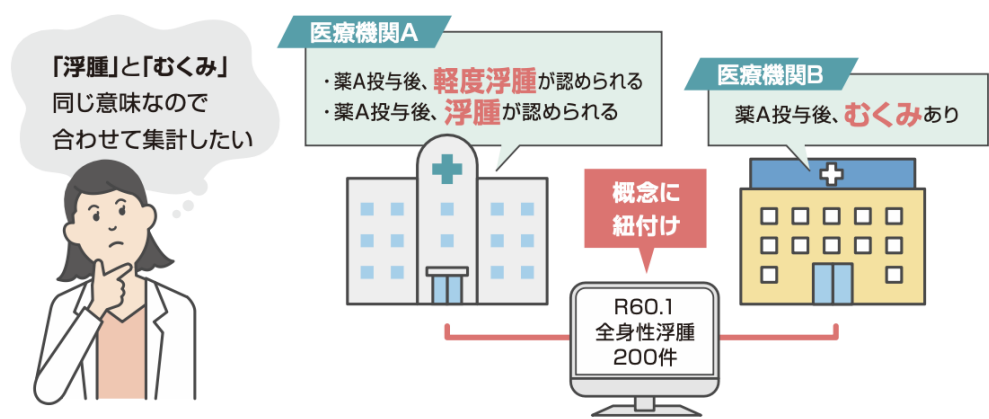 「浮腫」と「むくみ」
同じ意味なので
合わせて集計したい
医療機関A
・薬A投与後、軽度浮腫が認められる
・薬A投与後、浮腫が認められる
医療機関B
薬A投与後、むくみあり
概念に
紐付け
R60.1
全身性浮腫
200件